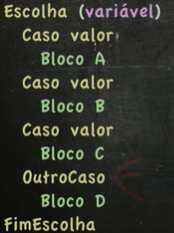 Escolha (variável)
Caso valor
Bloco A
Caso valor
Bloco B
Caso valor
Bloco C
OutroCaso
Bloco D
FimEscolha